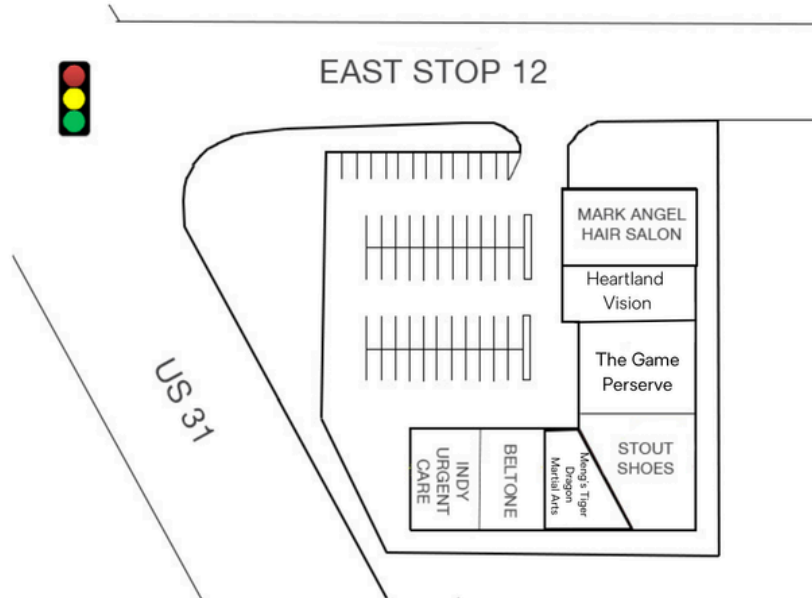 EAST STOP 12
MARK ANGEL
HAIR SALON
Heartland
Vision
The Game
Perserve
STOUT
SHOES
Meng's Tiger
Dragon
Martial Arts
BELTONE
INDY
URGENT
CARE
US 31